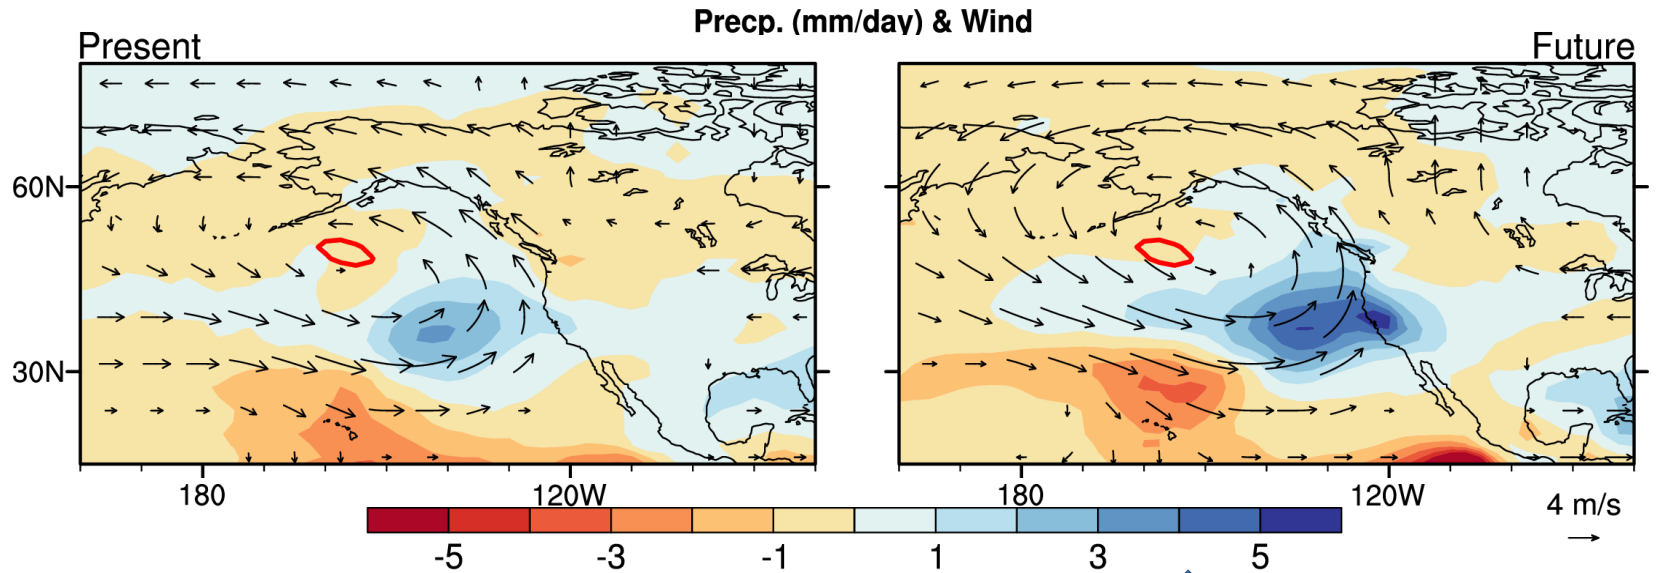 Precp. (mm/day) & Wind
Present
Future
60N
30N
180
120W
180
120W
4 m/s
-5 -3 -1 1 3 5